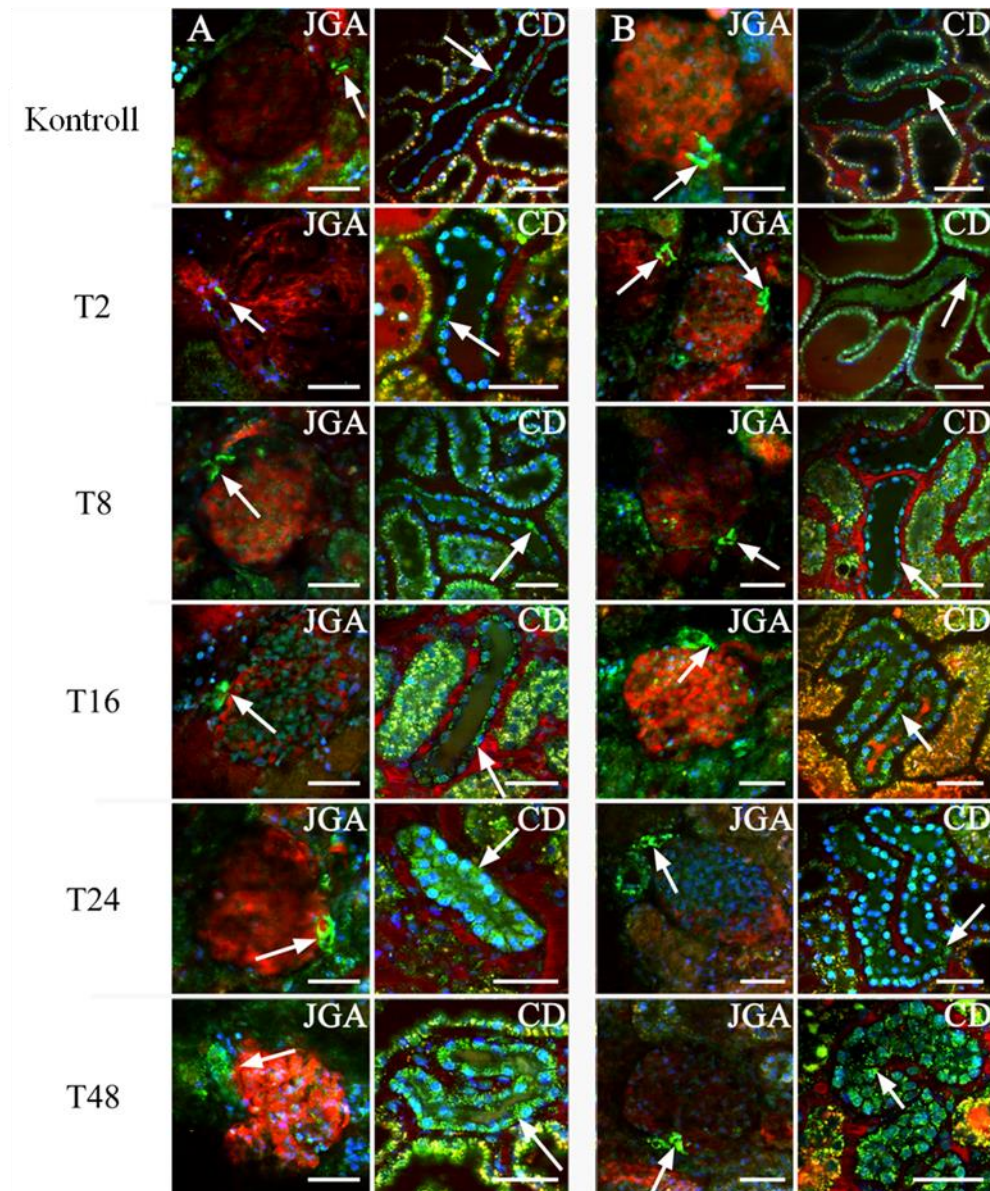 A JGA CD B JGA CD
Kontroll
JGA CD JGA CD
T2
JGA CD JGA CD
T8
JGA CD JGA CD
T16
JGA CD JGA CD
T24
JGA CD JGA CD
T48